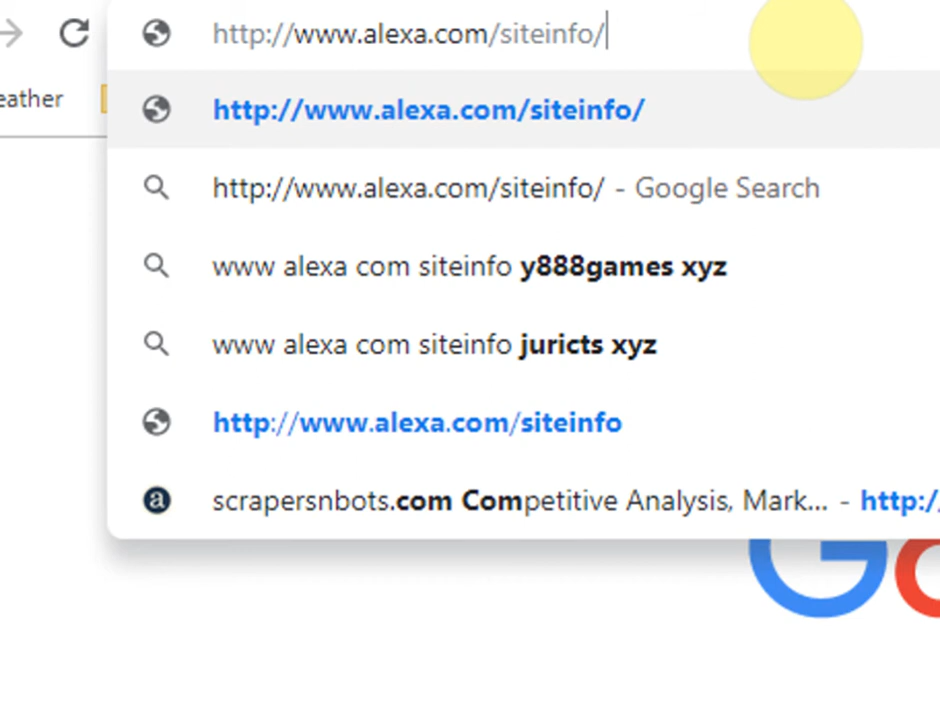 http://www.alexa.com/siteinfo/
eather
http://www.alexa.com/siteinfo/
http://www.alexa.com/siteinfo/ - Google Search
www alexa com siteinfo y888games xyz
www alexa com siteinfo juricts xyz
http://www.alexa.com/siteinfo
scrapersnbots.com Competitive Analysis, Mark... - http:/
Go